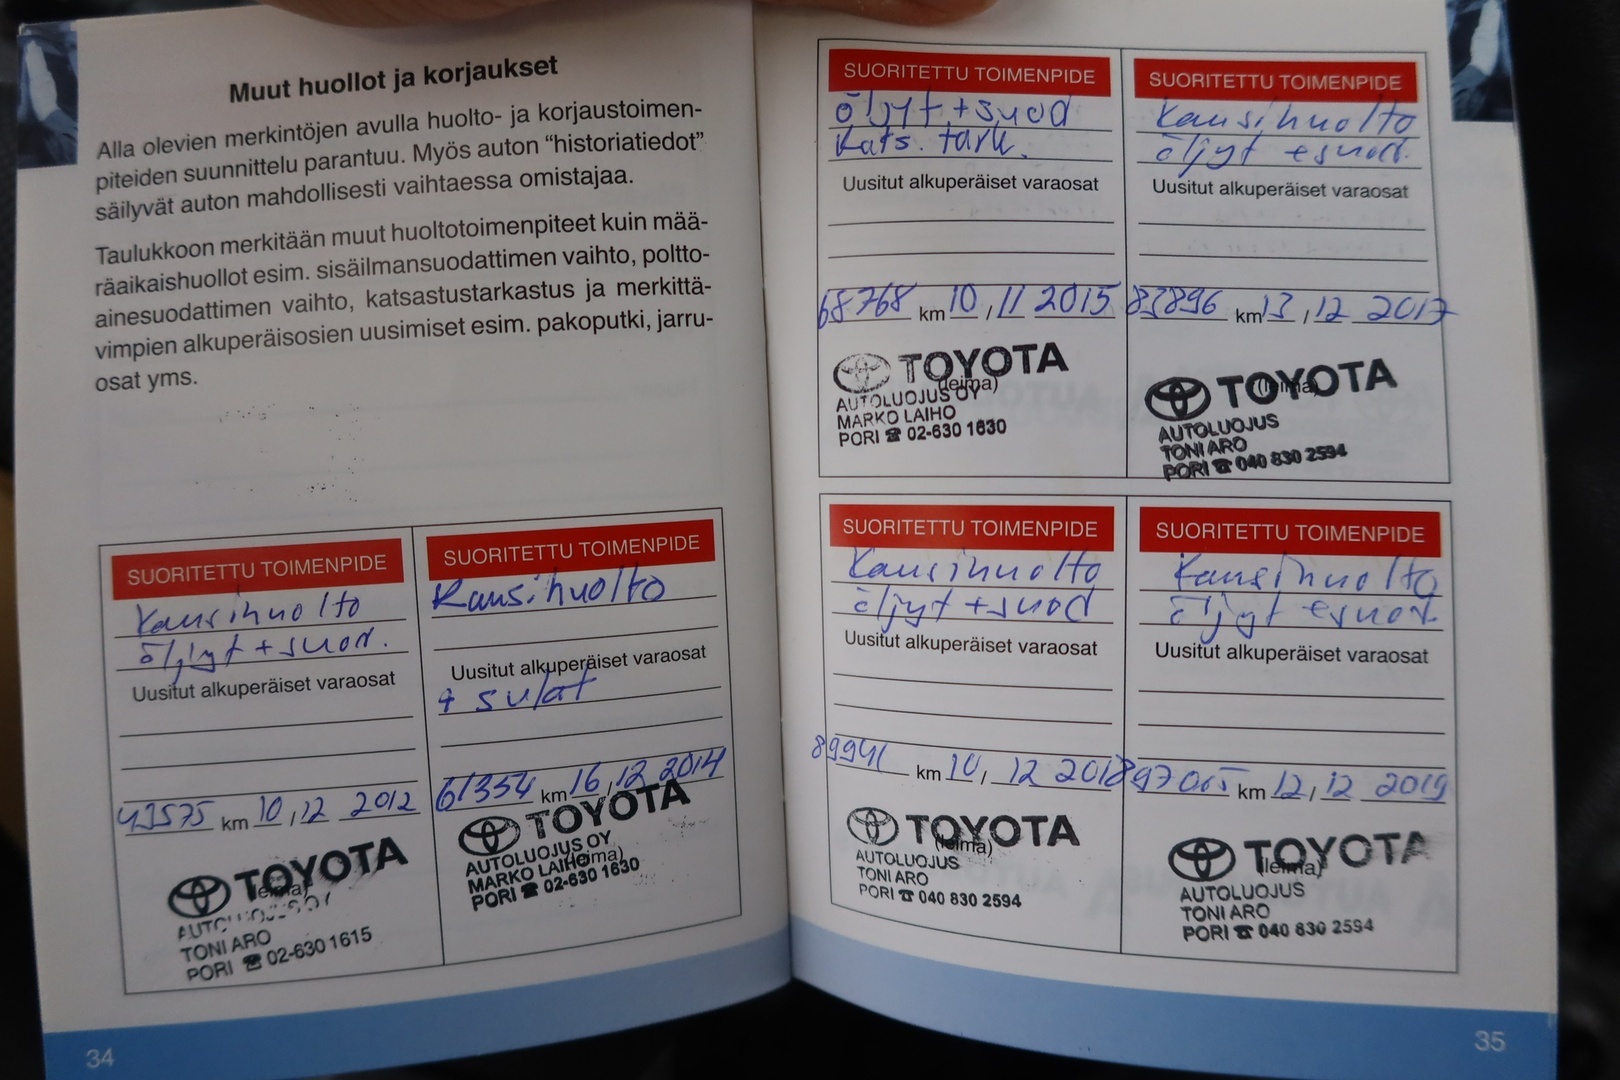 Muut huollot ja korjaukset
Alla olevien merkintöjen avulla huolto- ja korjaustoimen-
piteiden suunnittelu parantuu. Myös auton “historiatiedot”
säilyvät auton mahdollisesti vaihtaessa omistajaa.
Taulukkoon merkitään muut huoltotoimenpiteet kuin mää-
räaikaishuollot esim. sisäilmansuodattimen vaihto, poltto-
ainesuodattimen vaihto, katsastustarkastus ja merkittä-
vimpien alkuperäisosien uusimiset esim. pakoputki, jarru-
osat yms.
SUORITETTU TOIMENPIDE
Kausihuolto
öljyt + suod.
Uusitut alkuperäiset varaosat
43575 km 10 , 12 2012
TOYOTA
(leima)
TONI ARO
PORI ☎ 02-630 1615
SUORITETTU TOIMENPIDE
Kausihuolto
Uusitut alkuperäiset varaosat
+ sulat
61354 km 16 , 12 2014
TOYOTA
AUTOLUOJUS OY
(leima)
MARKO LAIHO
PORI ☎ 02-630 1630
34
SUORITETTU TOIMENPIDE
öljyt + suod
Kats. tark.
Uusitut alkuperäiset varaosat
68768 km 10 , 11 2015
TOYOTA
(leima)
AUTOLUOJUS OY
MARKO LAIHO
PORI ☎ 02-630 1630
SUORITETTU TOIMENPIDE
Kausihuolto
öljyt + suod.
Uusitut alkuperäiset varaosat
83896 km 13 , 12 2017
TOYOTA
(leima)
AUTOLUOJUS
TONI ARO
PORI ☎ 040 830 2594
SUORITETTU TOIMENPIDE
Kausihuolto
öljyt + suod
Uusitut alkuperäiset varaosat
89941 km 10 , 12 2018
TOYOTA
(leima)
AUTOLUOJUS
TONI ARO
PORI ☎ 040 830 2594
SUORITETTU TOIMENPIDE
Kausihuolto
öljyt + suod.
Uusitut alkuperäiset varaosat
97065 km 12 , 12 2019
TOYOTA
(leima)
AUTOLUOJUS
TONI ARO
PORI ☎ 040 830 2594
35